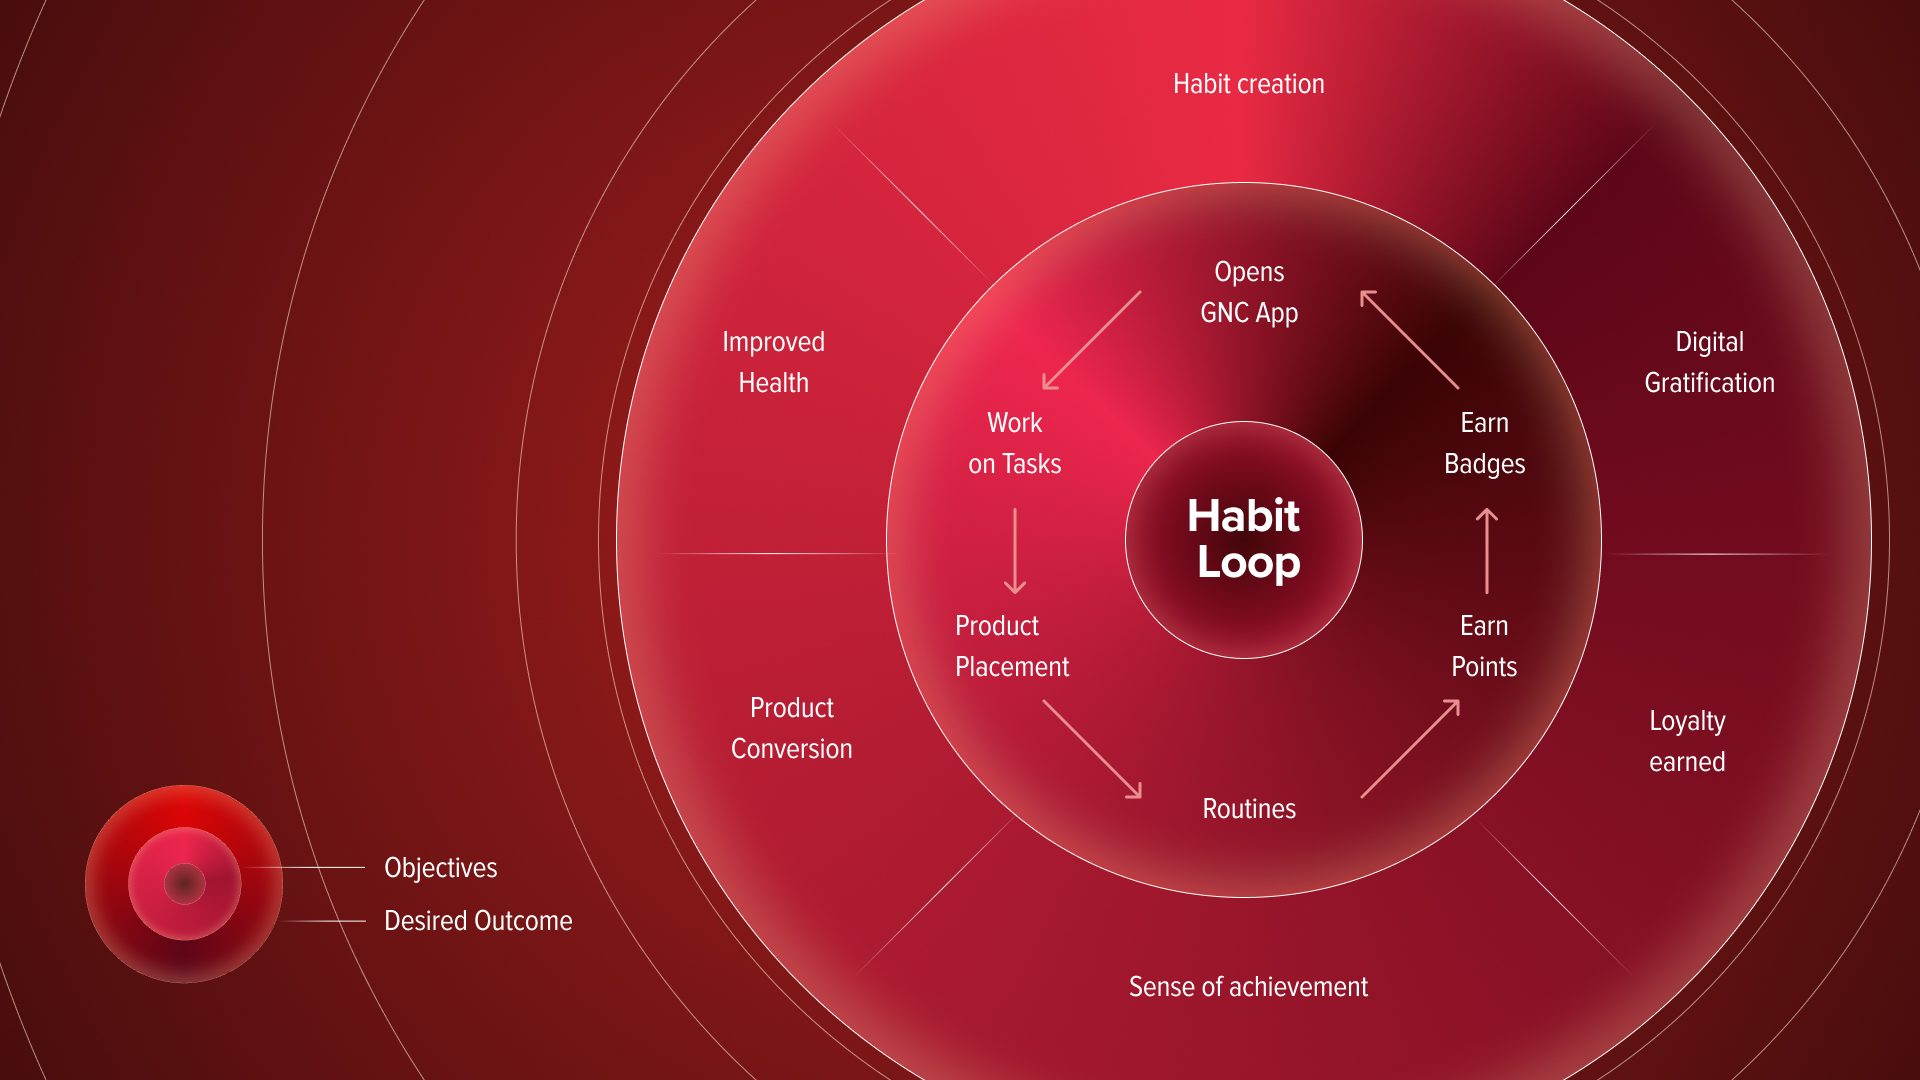 Habit creation
Opens
GNC App
Improved
Health
Digital
Gratification
Work
on Tasks
Earn
Badges
Habit
Loop
Product
Placement
Earn
Points
Product
Conversion
Loyalty
earned
Routines
Objectives
Desired Outcome
Sense of achievement